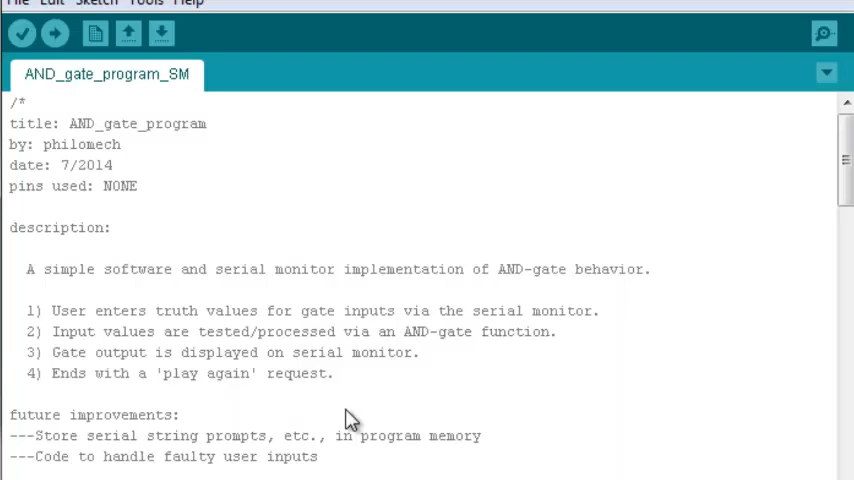 File Edit Sketch Tools Help
AND_gate_program_SM
/*
title: AND_gate_program
by: philomech
date: 7/2014
pins used: NONE
description:
A simple software and serial monitor implementation of AND-gate behavior.
1) User enters truth values for gate inputs via the serial monitor.
2) Input values are tested/processed via an AND-gate function.
3) Gate output is displayed on serial monitor.
4) Ends with a 'play again' request.
future improvements:
---Store serial string prompts, etc., in program memory
---Code to handle faulty user inputs